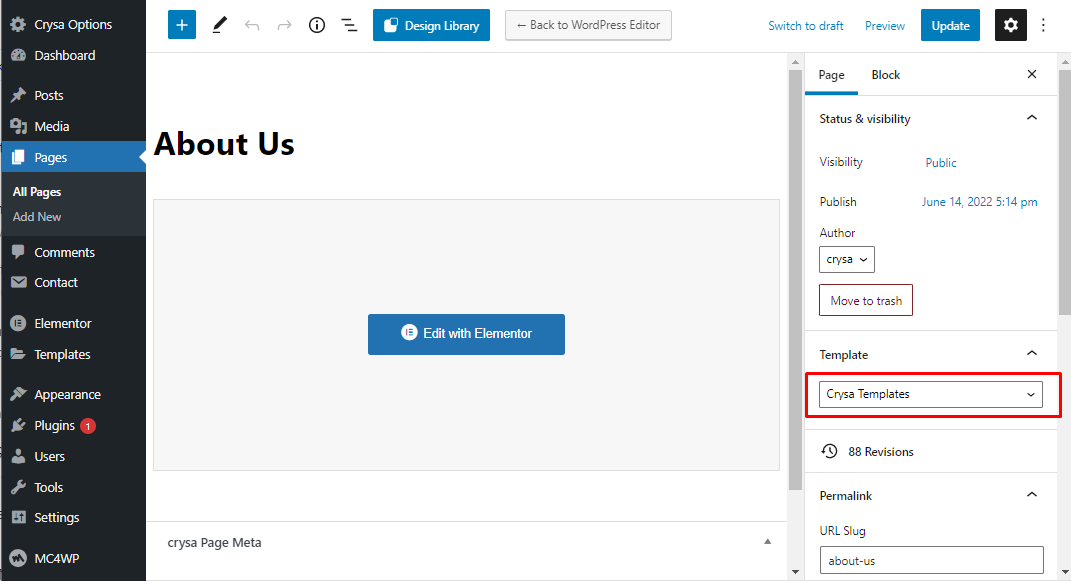 Crysa Options
Dashboard
Posts
Media
Pages
All Pages
Add New
Comments
Contact
Elementor
Templates
Appearance
Plugins 1
Users
Tools
Settings
MC4WP
Design Library
← Back to WordPress Editor
Switch to draft
Preview
Update
About Us
Edit with Elementor
crysa Page Meta
Page Block
Status & visibility
Visibility Public
Publish June 14, 2022 5:14 pm
Author
crysa
Move to trash
Template
Crysa Templates
88 Revisions
Permalink
URL Slug
about-us